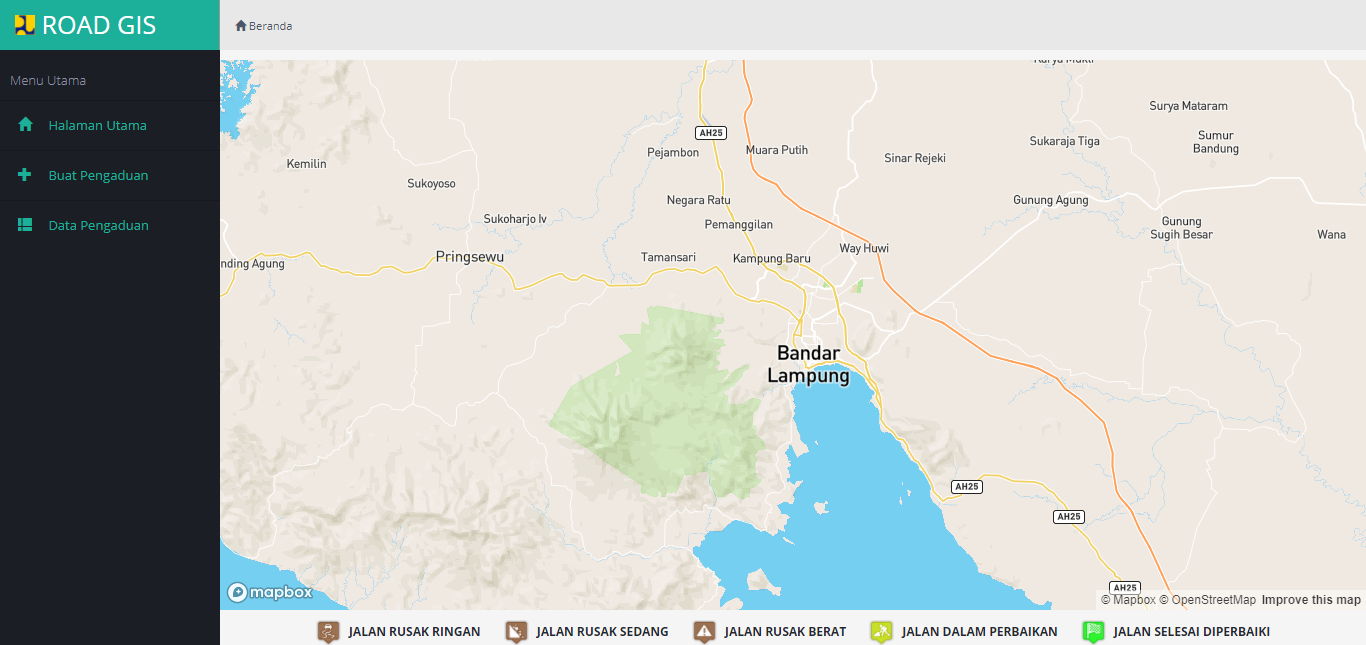 ROAD GIS
Beranda
Menu Utama
Halaman Utama
Buat Pengaduan
Data Pengaduan
Karya Mukti
Surya Mataram
AH25
Sumur
Bandung
Sukaraja Tiga
Pejambon
Muara Putih
Sinar Rejeki
Kemilin
Sukoyoso
Negara Ratu
Gunung Agung
Sukoharjo Iv
Pemanggilan
Gunung
Sugih Besar
Wana
Way Huwi
Pringsewu
Tamansari
Kampung Baru
nding Agung
Bandar
Lampung
AH25
AH25
AH25
mapbox
© Mapbox © OpenStreetMap Improve this map
JALAN RUSAK RINGAN
JALAN RUSAK SEDANG
JALAN RUSAK BERAT
JALAN DALAM PERBAIKAN
JALAN SELESAI DIPERBAIKI